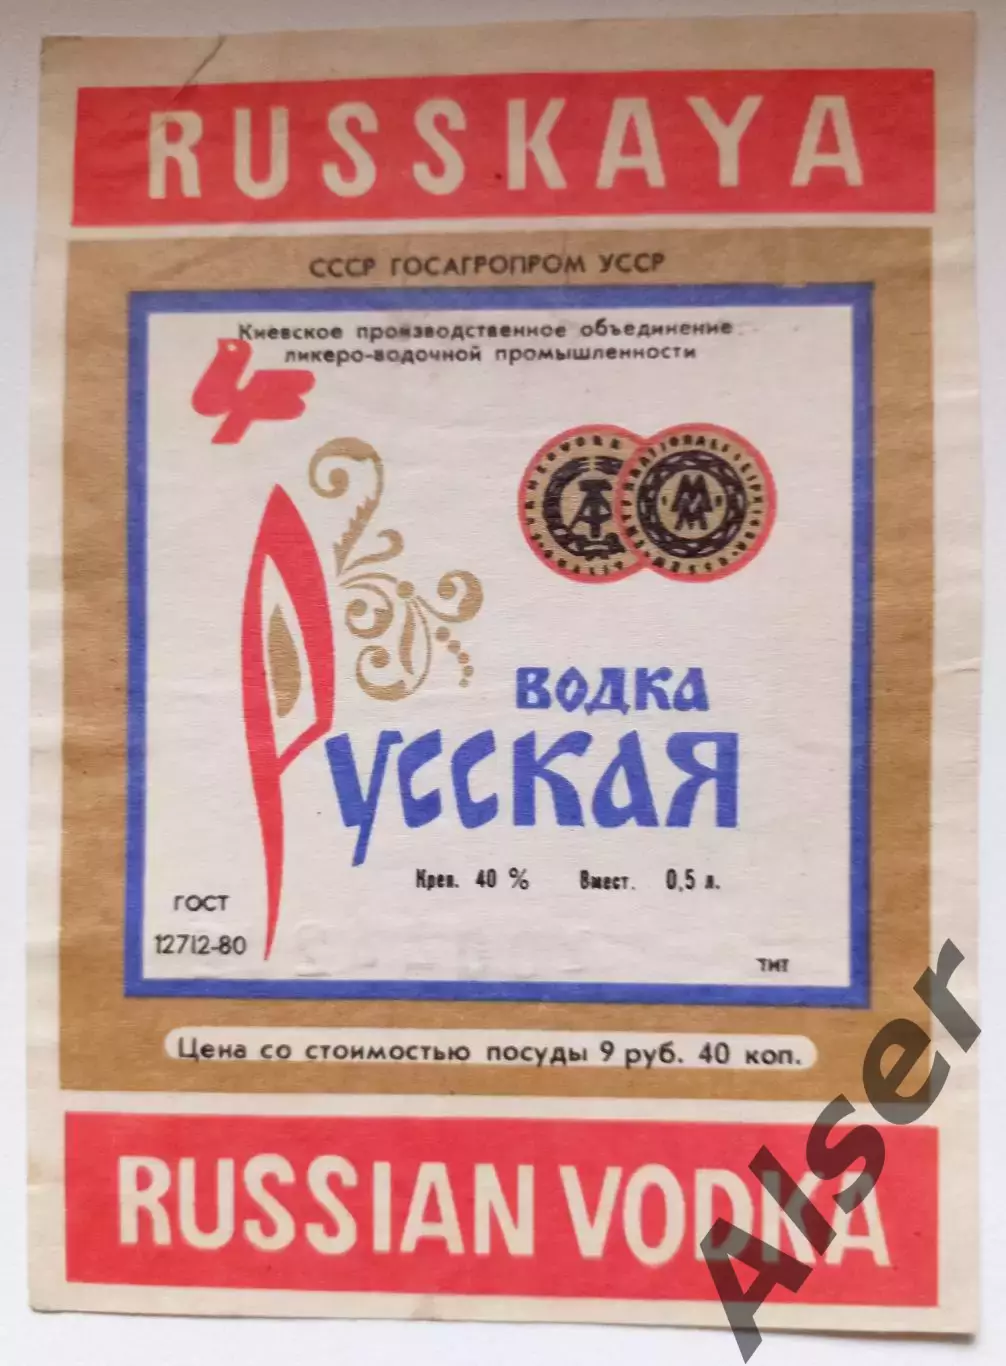 RUSSKAYA
СССР ГОСАГРОПРОМ УССР
Киевское производственное объединение
ликеро-водочной промышленности
ВОДКА
РУССКАЯ
Креп. 40 % Вмест. 0,5 л.
ГОСТ
12712-80
ТИТ
Цена со стоимостью посуды 9 руб. 40 коп.
RUSSIAN VODKA
Alser